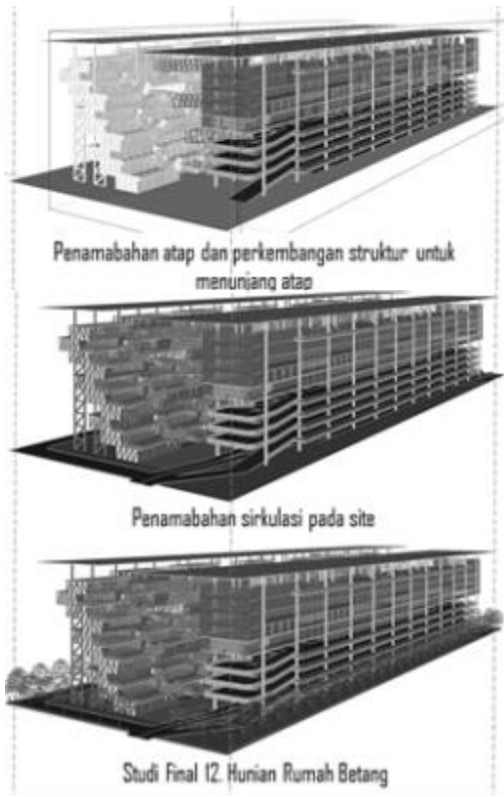 Penamabahan atap dan perkembangan struktur untuk
menunjang atap
Penamabahan sirkulasi pada site
Studi Final 12. Hunian Rumah Betang